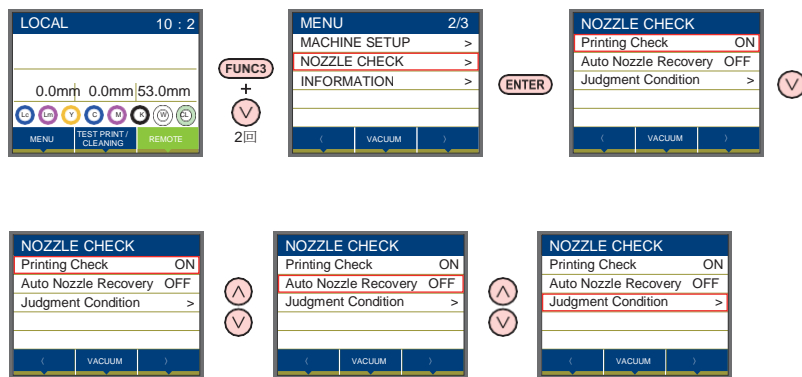 LOCAL 10 : 2
0.0mm 0.0mm 53.0mm
Lc Lm Y C M K W CL
MENU TEST PRINT / CLEANING REMOTE
FUNC3
+
2回
MENU 2/3
MACHINE SETUP >
NOZZLE CHECK >
INFORMATION >
〈 VACUUM 〉
ENTER
NOZZLE CHECK
Printing Check ON
Auto Nozzle Recovery OFF
Judgment Condition >
〈 VACUUM 〉
NOZZLE CHECK
Printing Check ON
Auto Nozzle Recovery OFF
Judgment Condition >
〈 VACUUM 〉
NOZZLE CHECK
Printing Check ON
Auto Nozzle Recovery OFF
Judgment Condition >
〈 VACUUM 〉
NOZZLE CHECK
Printing Check ON
Auto Nozzle Recovery OFF
Judgment Condition >
〈 VACUUM 〉